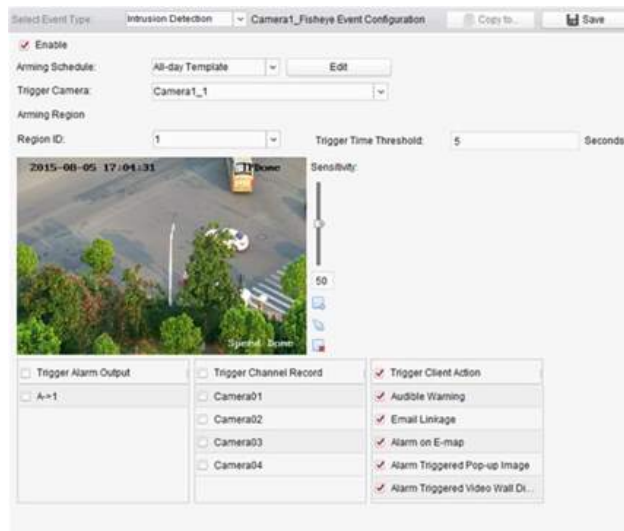 Select Event Type: Intrusion Detection Camera1_Fisheye Event Configuration Copy to... Save
Enable
Arming Schedule: All-day Template Edit
Trigger Camera: Camera1_1
Arming Region
Region ID: 1 Trigger Time Threshold: 5 Seconds
2015-08-05 17:04:31 IPDome Sensitivity:
50
Speed Dome
Trigger Alarm Output Trigger Channel Record Trigger Client Action
A->1 Camera01 Audible Warning
Camera02 Email Linkage
Camera03 Alarm on E-map
Camera04 Alarm Triggered Pop-up Image
Alarm Triggered Video Wall Di...